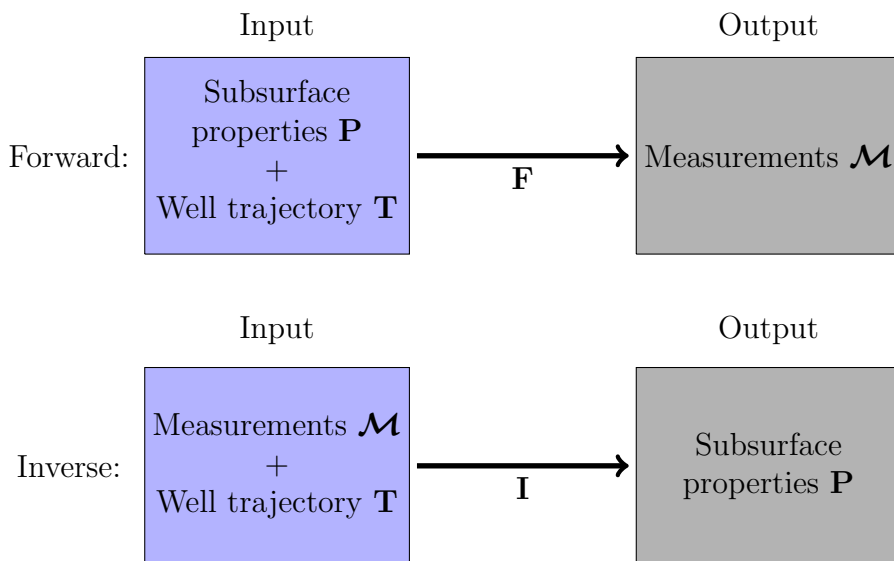 Input
Output
Forward:
Subsurface
properties P
+
Well trajectory T
F
Measurements ℳ
Input
Output
Inverse:
Measurements ℳ
+
Well trajectory T
I
Subsurface
properties P